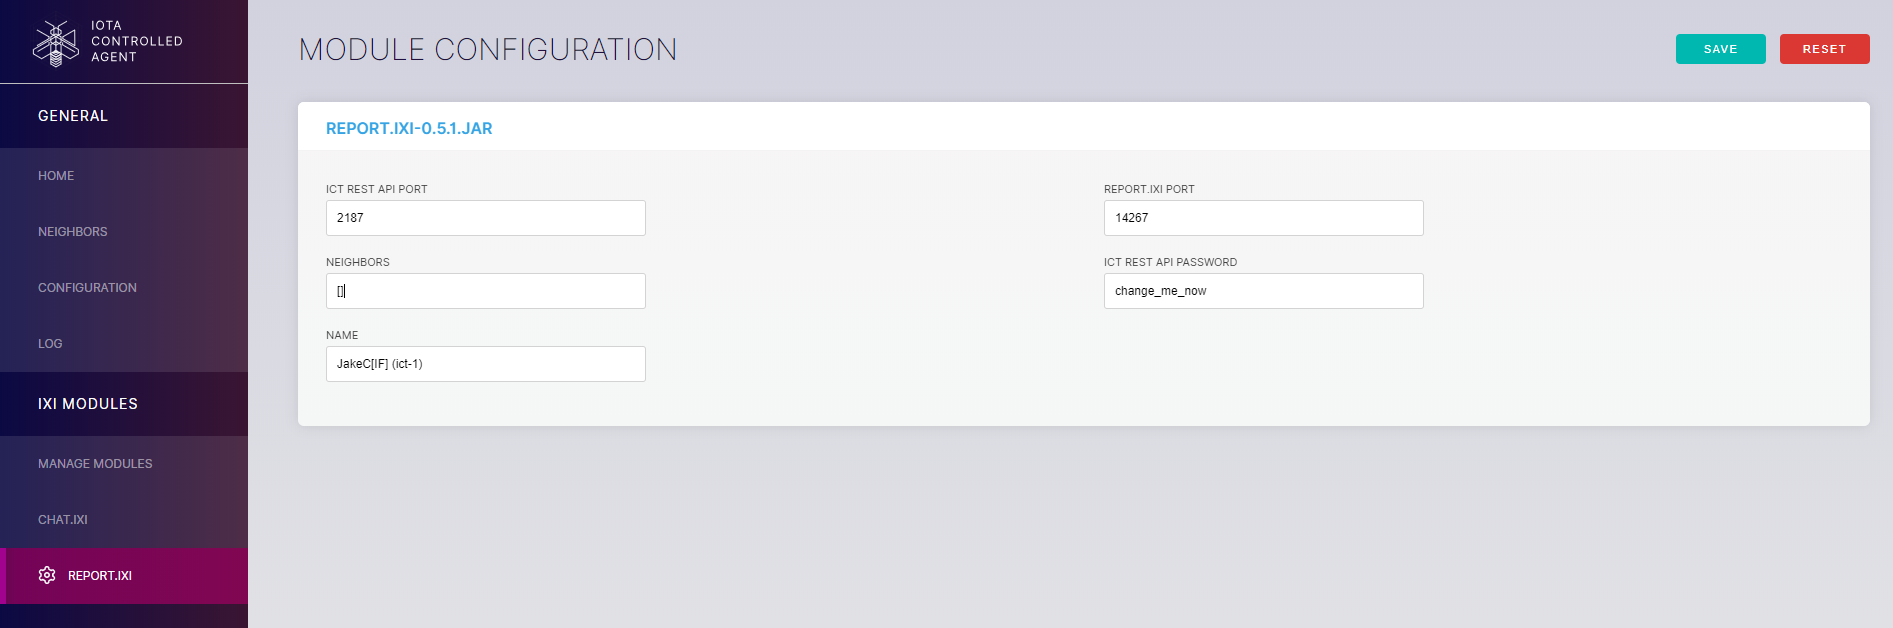 IOTA
CONTROLLED
AGENT
GENERAL
HOME
NEIGHBORS
CONFIGURATION
LOG
IXI MODULES
MANAGE MODULES
CHAT.IXI
REPORT.IXI
MODULE CONFIGURATION
SAVE
RESET
REPORT.IXI-0.5.1.JAR
ICT REST API PORT
2187
REPORT.IXI PORT
14267
NEIGHBORS
[]
ICT REST API PASSWORD
change_me_now
NAME
JakeC[IF] (ict-1)